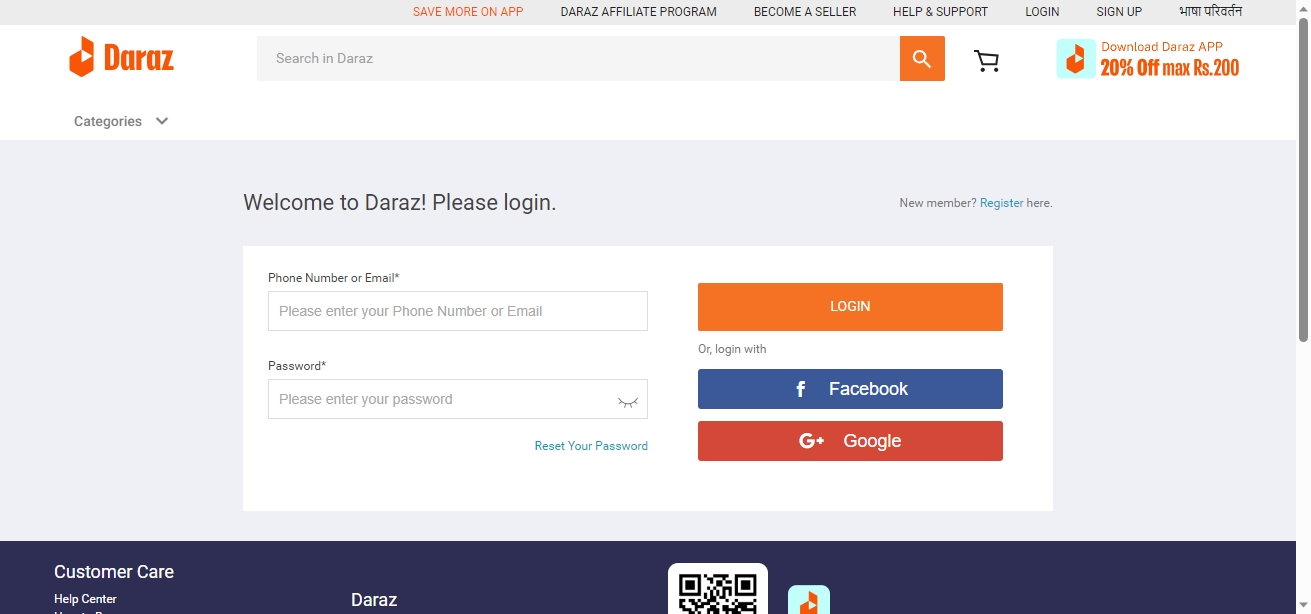 SAVE MORE ON APP DARAZ AFFILIATE PROGRAM BECOME A SELLER HELP & SUPPORT LOGIN SIGN UP भाषा परिवर्तन
Daraz
Search in Daraz
Download Daraz APP
20% Off max Rs.200
Categories
Welcome to Daraz! Please login.
New member? Register here.
Phone Number or Email*
Please enter your Phone Number or Email
Password*
Please enter your password
Reset Your Password
LOGIN
Or, login with
f Facebook
G+ Google
Customer Care
Help Center
Daraz